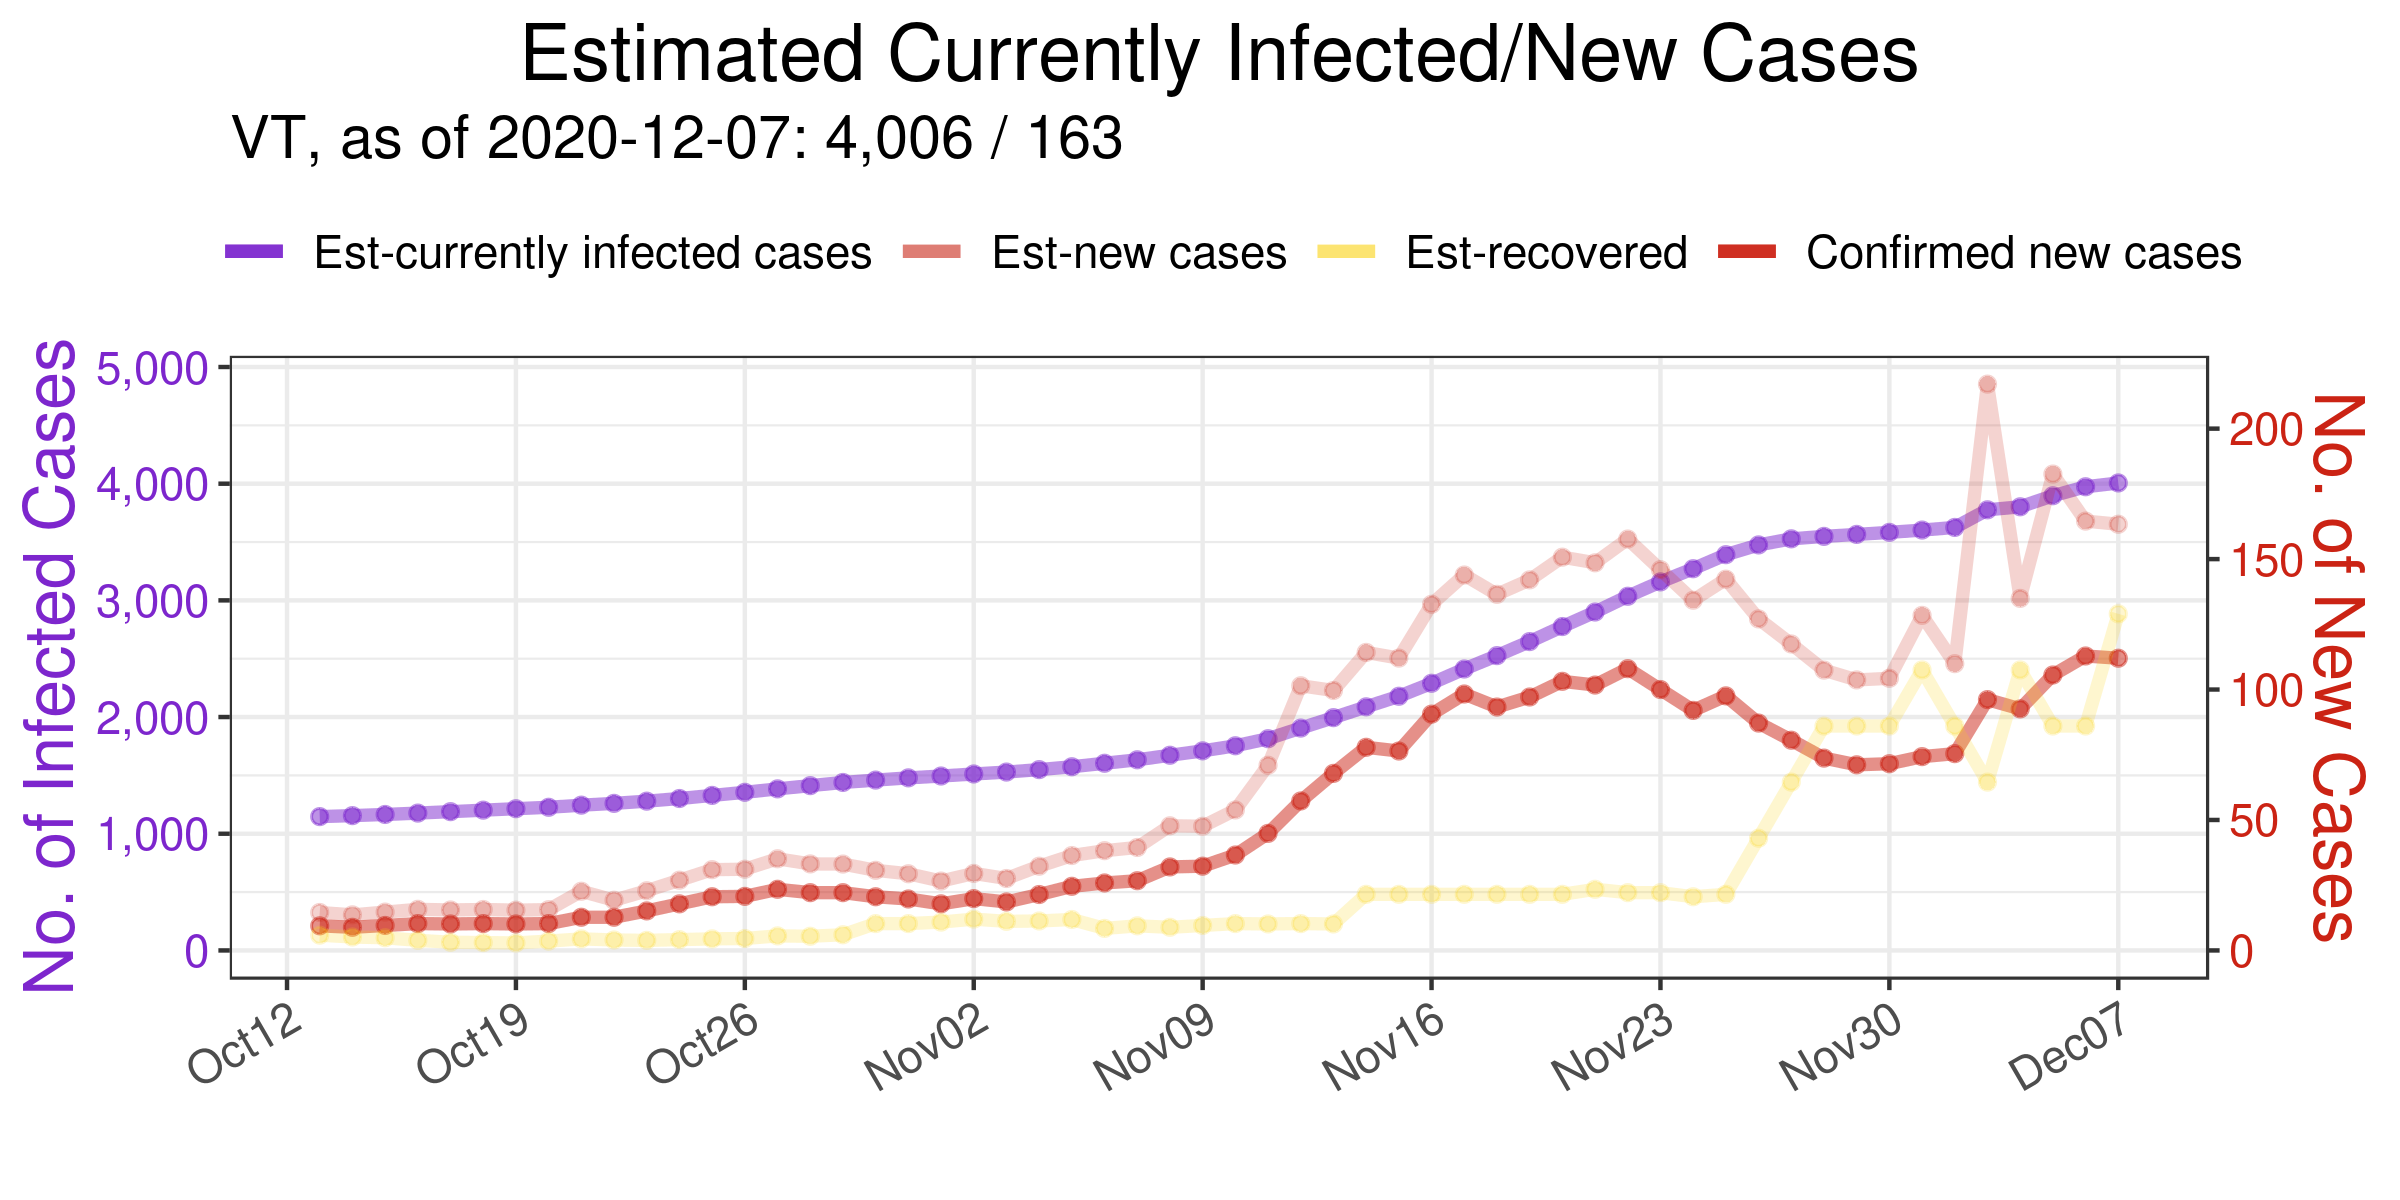 Estimated Currently Infected/New Cases
VT, as of 2020-12-07: 4,006 / 163
Est-currently infected cases Est-new cases Est-recovered Confirmed new cases
No. of Infected Cases
5,000
4,000
3,000
2,000
1,000
0
No. of New Cases
200
150
100
50
0
Oct12 Oct19 Oct26 Nov02 Nov09 Nov16 Nov23 Nov30 Dec07